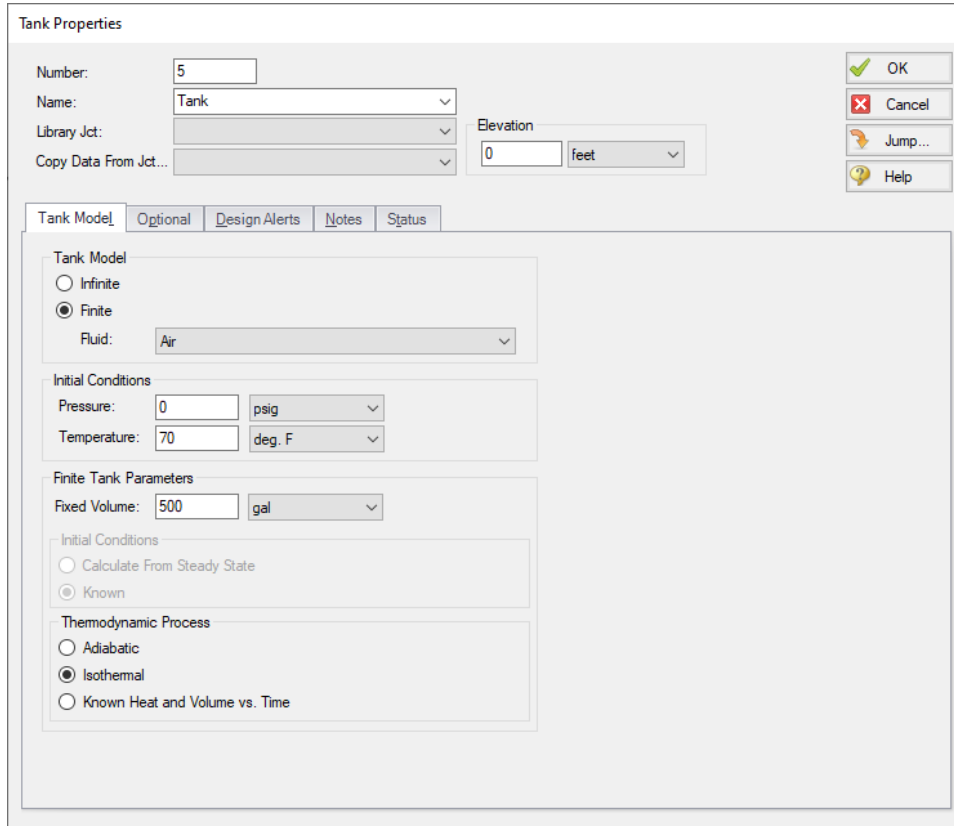 Tank Properties
Number: 5
Name: Tank
Library Jct:
Copy Data From Jct...
Elevation
0 feet
OK
Cancel
Jump...
Help
Tank Model Optional Design Alerts Notes Status
Tank Model
Infinite
Finite
Fluid: Air
Initial Conditions
Pressure: 0 psig
Temperature: 70 deg. F
Finite Tank Parameters
Fixed Volume: 500 gal
Initial Conditions
Calculate From Steady State
Known
Thermodynamic Process
Adiabatic
Isothermal
Known Heat and Volume vs. Time